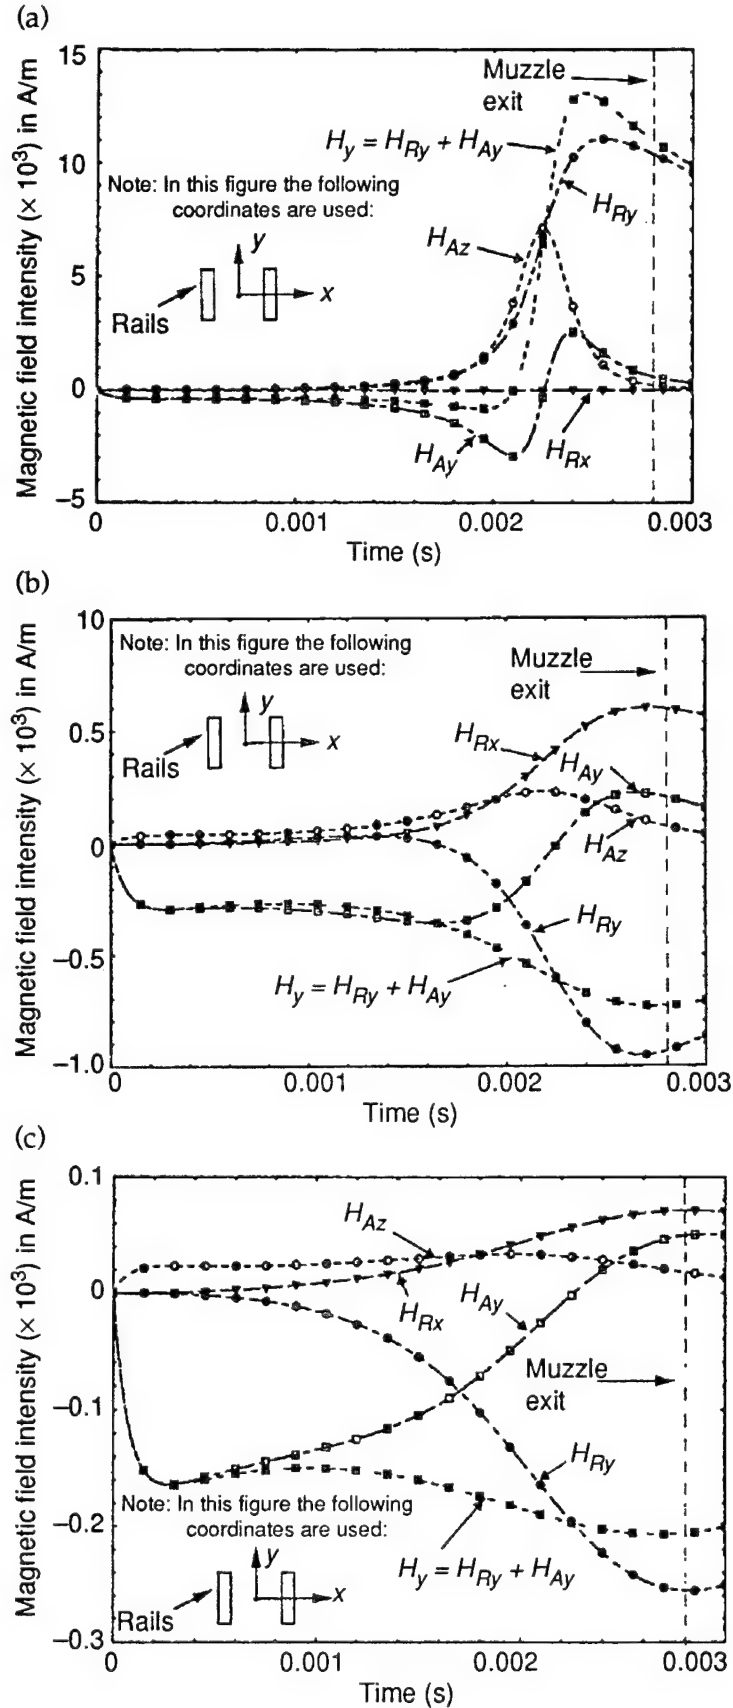 (a)
Magnetic field intensity (× 10³) in A/m
15
10
5
0
−5
Muzzle
exit
H_y = H_Ry + H_Ay
Note: In this figure the following
coordinates are used:
y
x
Rails
H_Ry
H_Az
H_Ay
H_Rx
0
0.001
0.002
0.003
Time (s)
(b)
Magnetic field intensity (× 10³) in A/m
10
0.5
0
−0.5
−1.0
Note: In this figure the following
coordinates are used:
Muzzle
exit
y
x
Rails
H_Rx
H_Ay
H_Az
H_Ry
H_y = H_Ry + H_Ay
0
0.001
0.002
0.003
Time (s)
(c)
Magnetic field intensity (× 10³) in A/m
0.1
0
−0.1
−0.2
−0.3
H_Az
H_Rx
H_Ay
Muzzle
exit
H_Ry
Note: In this figure the following
coordinates are used:
H_y = H_Ry + H_Ay
y
x
Rails
0
0.001
0.002
0.003
Time (s)